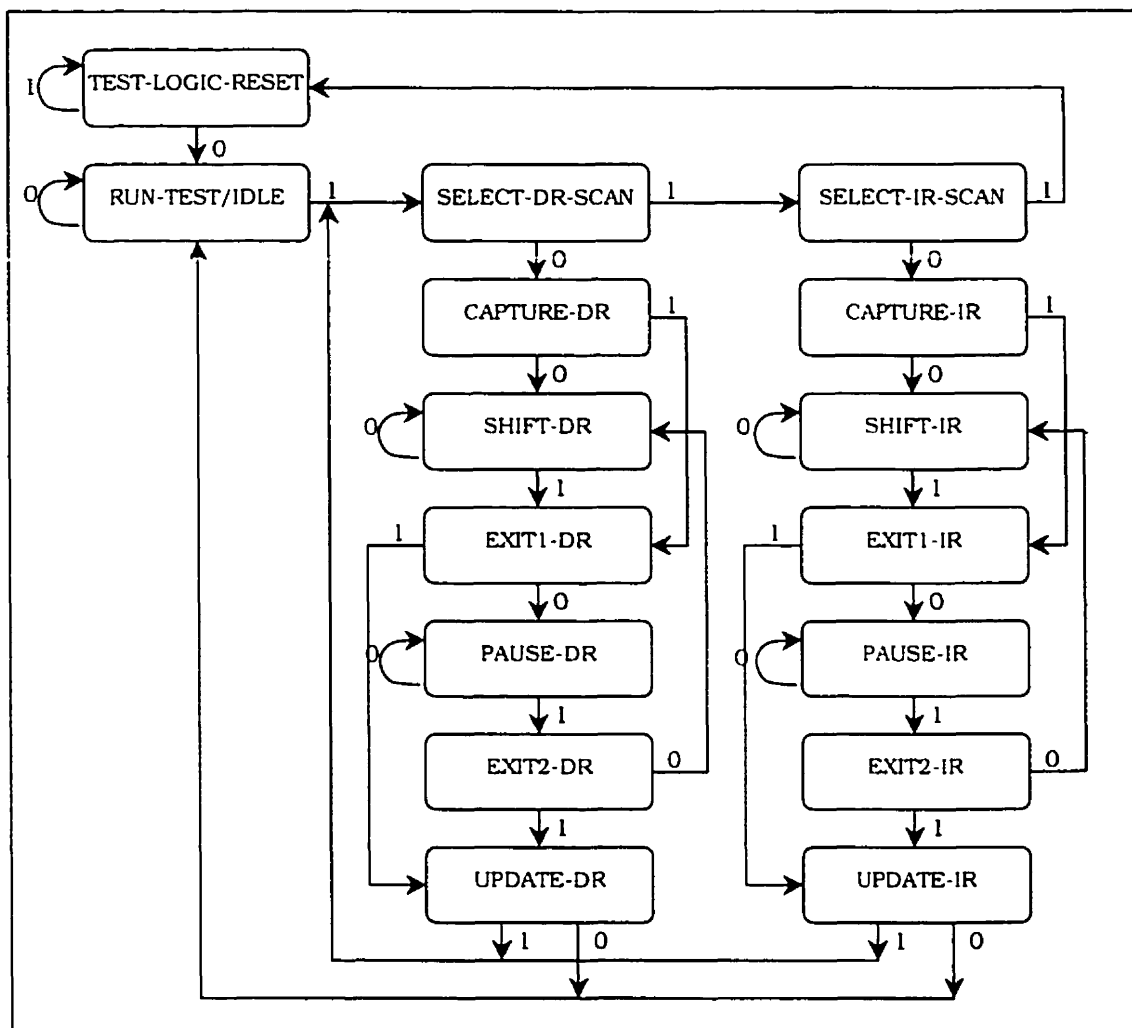 TEST-LOGIC-RESET
1
0
RUN-TEST/IDLE
0
1
SELECT-DR-SCAN
1
SELECT-IR-SCAN
1
0
0
CAPTURE-DR
1
CAPTURE-IR
1
0
0
0
SHIFT-DR
0
SHIFT-IR
1
1
1
EXIT1-DR
1
EXIT1-IR
0
0
0
PAUSE-DR
0
PAUSE-IR
1
1
EXIT2-DR
0
EXIT2-IR
0
1
1
UPDATE-DR
UPDATE-IR
1
0
1
0